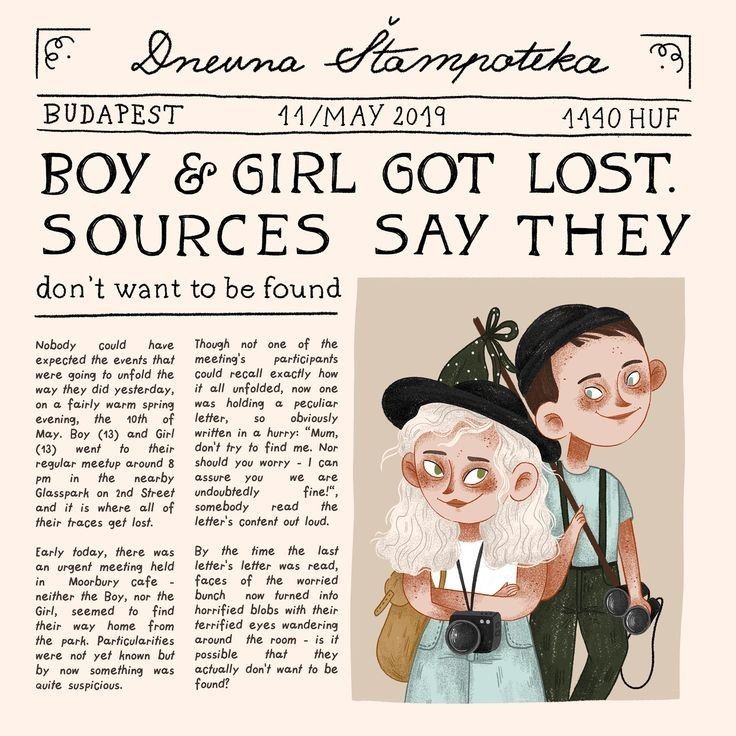 Dnevna Štampoteka
BUDAPEST 11/MAY 2019 1140 HUF
BOY & GIRL GOT LOST.
SOURCES SAY THEY
don't want to be found
Nobody could have
expected the events that
were going to unfold the
way they did yesterday,
on a fairly warm spring
evening, the 10th of
May. Boy (13) and Girl
(13) went to their
regular meetup around 8
pm in the nearby
Glasspark on 2nd Street
and it is where all of
their traces get lost.
Early today, there was
an urgent meeting held
in Moorbury cafe -
neither the Boy, nor the
Girl, seemed to find
their way home from
the park. Particularities
were not yet known but
by now something was
quite suspicious.
Though not one of the
meeting's participants
could recall exactly how
it all unfolded, now one
was holding a peculiar
letter, so obviously
written in a hurry: "Mum,
don't try to find me. Nor
should you worry - I can
assure you we are
undoubtedly fine!",
somebody read the
letter's content out loud.
By the time the last
letter's letter was read,
faces of the worried
bunch now turned into
horrified blobs with their
terrified eyes wandering
around the room - is it
possible that they
actually don't want to be
found?